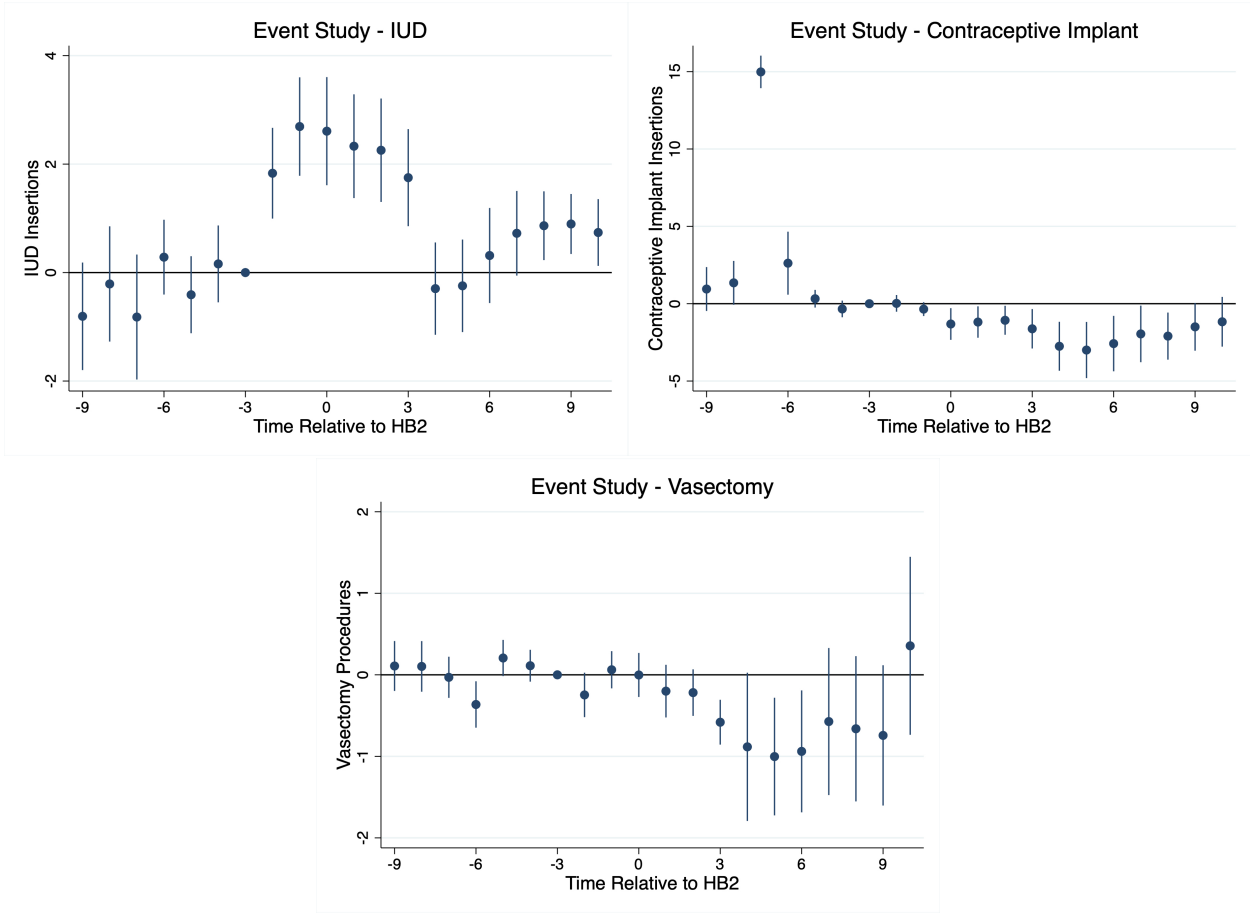 Event Study - IUD
IUD Insertions
4
2
0
-2
-9 -6 -3 0 3 6 9
Time Relative to HB2
Event Study - Contraceptive Implant
Contraceptive Implant Insertions
15
10
5
0
-5
-9 -6 -3 0 3 6 9
Time Relative to HB2
Event Study - Vasectomy
Vasectomy Procedures
2
1
0
-1
-2
-9 -6 -3 0 3 6 9
Time Relative to HB2